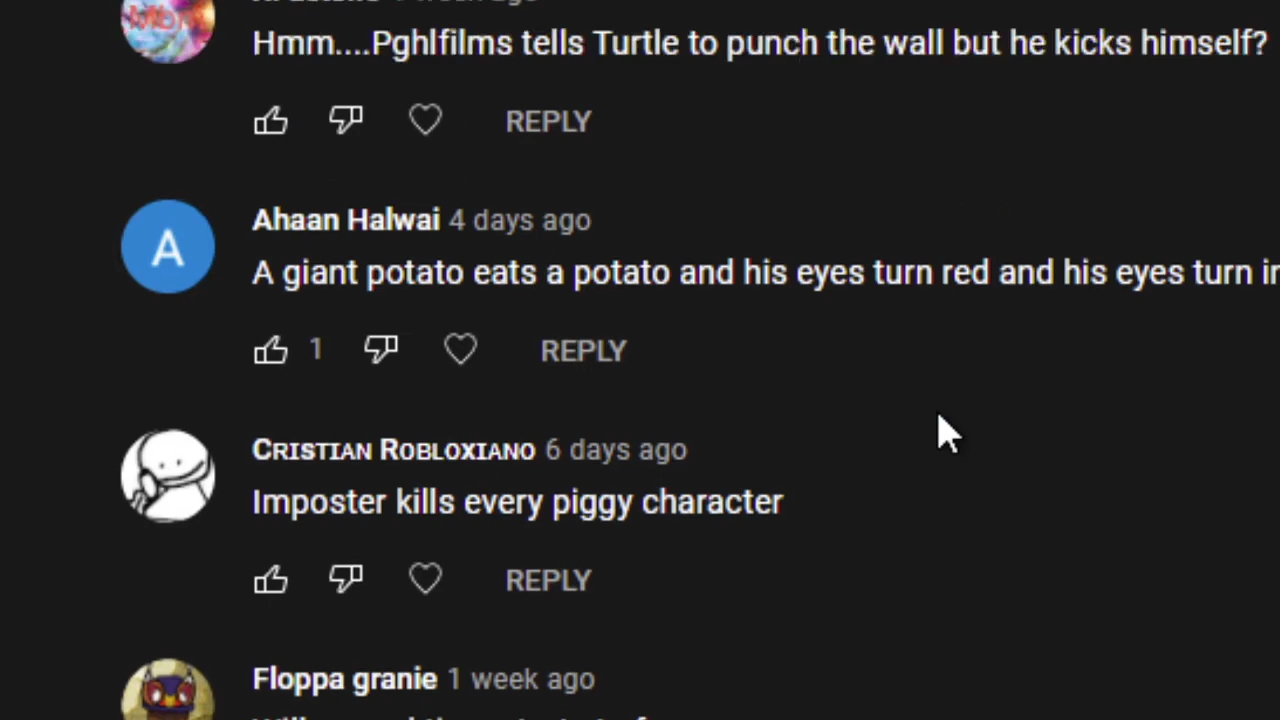 Hmm....Pghlfilms tells Turtle to punch the wall but he kicks himself?
REPLY
A
Ahaan Halwai 4 days ago
A giant potato eats a potato and his eyes turn red and his eyes turn
1 REPLY
Cristian Robloxiano 6 days ago
Imposter kills every piggy character
REPLY
Floppa granie 1 week ago